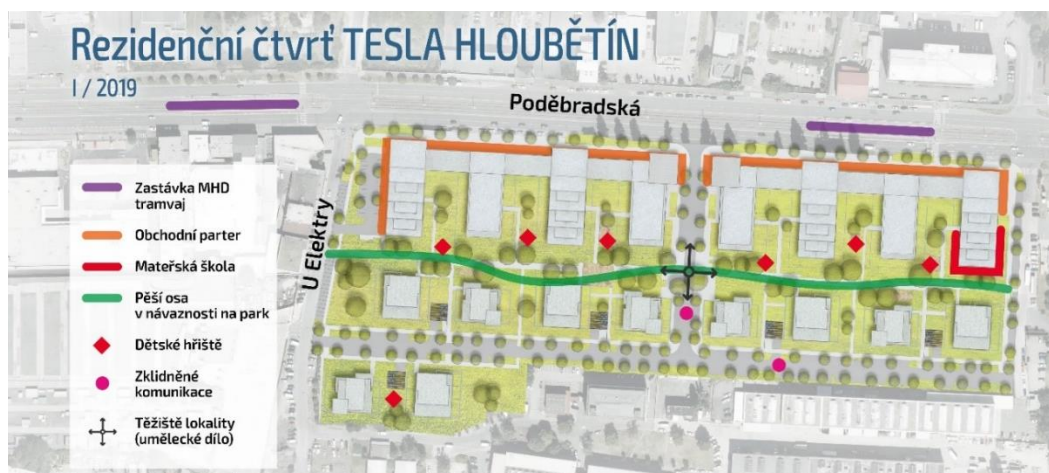 Rezidenční čtvrť TESLA HLOUBĚTÍN
I / 2019
Poděbradská
U Elektry
Zastávka MHD
tramvaj
Obchodní parter
Mateřská škola
Pěší osa
v návaznosti na park
Dětské hřiště
Zklidněné
komunikace
Těžiště lokality
(umělecké dílo)